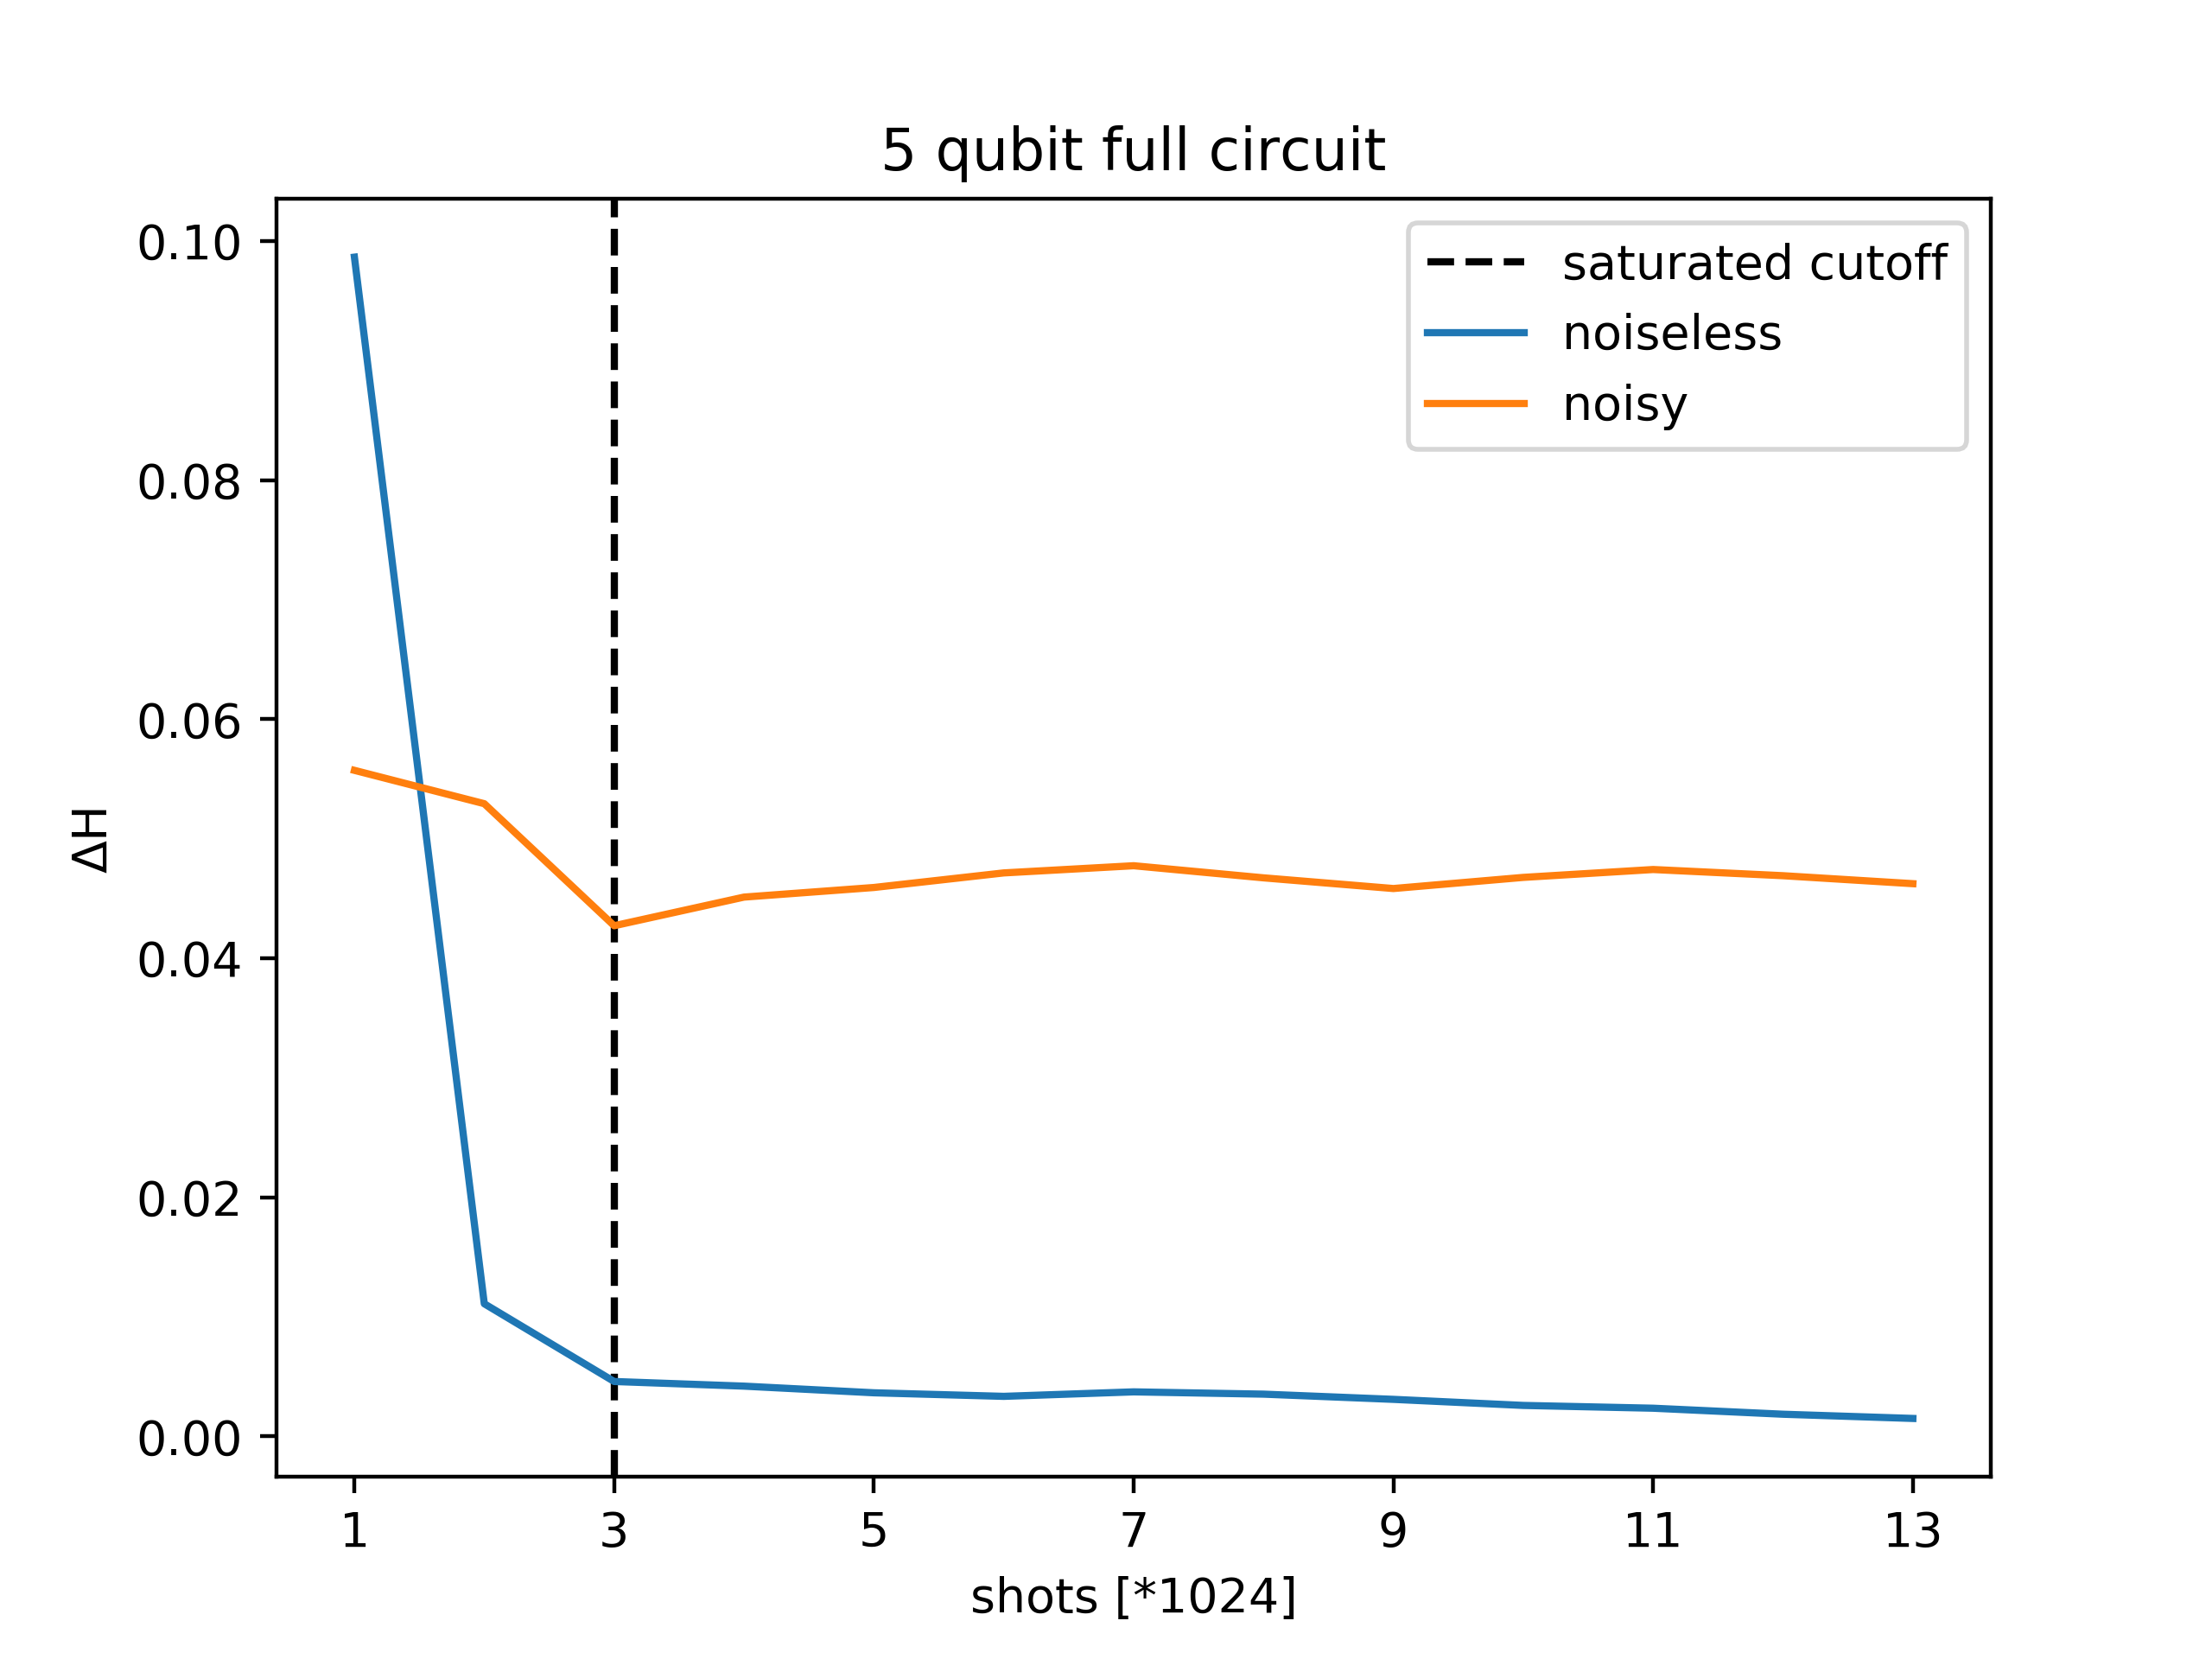 5 qubit full circuit
saturated cutoff
noiseless
noisy
0.10
0.08
0.06
0.04
0.02
0.00
ΔH
1 3 5 7 9 11 13
shots [*1024]